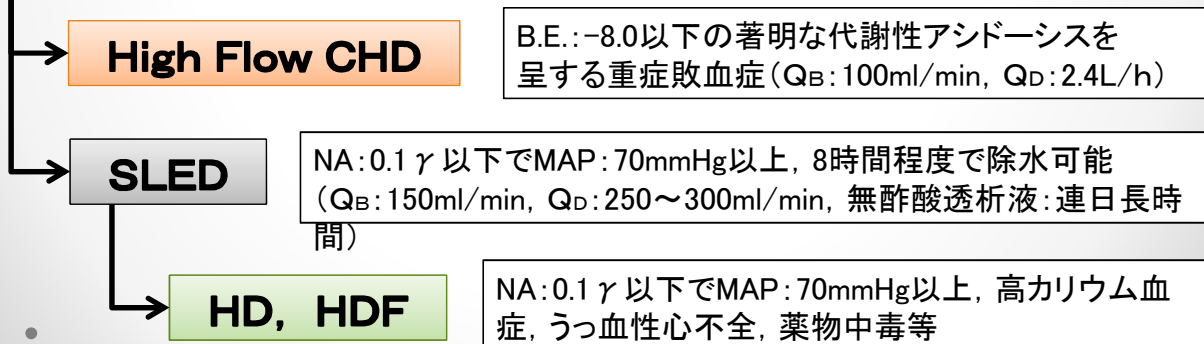 High Flow CHD
B.E.:-8.0以下の著明な代謝性アシドーシスを
呈する重症敗血症(QB:100ml/min, QD:2.4L/h)
SLED
NA:0.1γ以下でMAP:70mmHg以上, 8時間程度で除水可能
(QB:150ml/min, QD:250~300ml/min, 無酢酸透析液:連日長時
間)
HD, HDF
NA:0.1γ以下でMAP:70mmHg以上, 高カリウム血
症, うっ血性心不全, 薬物中毒等